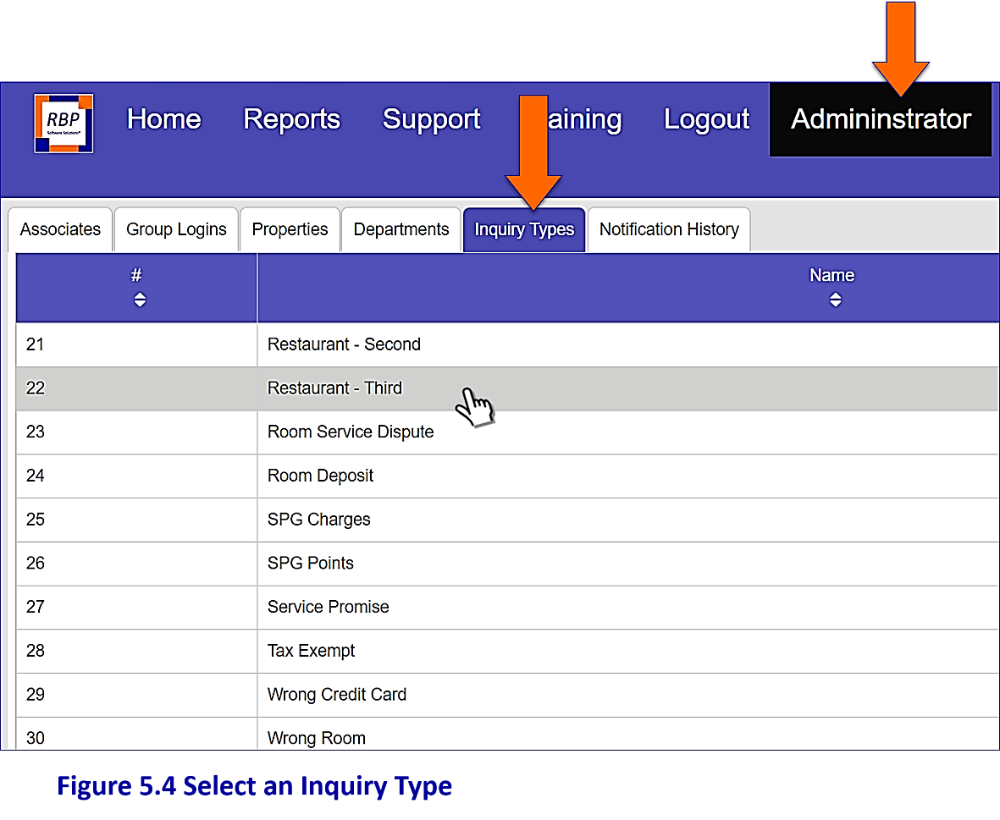 RBP
Software Solutions®
Home Reports Support aining Logout Admininstrator
Associates Group Logins Properties Departments Inquiry Types Notification History
# Name
21 Restaurant - Second
22 Restaurant - Third
23 Room Service Dispute
24 Room Deposit
25 SPG Charges
26 SPG Points
27 Service Promise
28 Tax Exempt
29 Wrong Credit Card
30 Wrong Room
Figure 5.4 Select an Inquiry Type